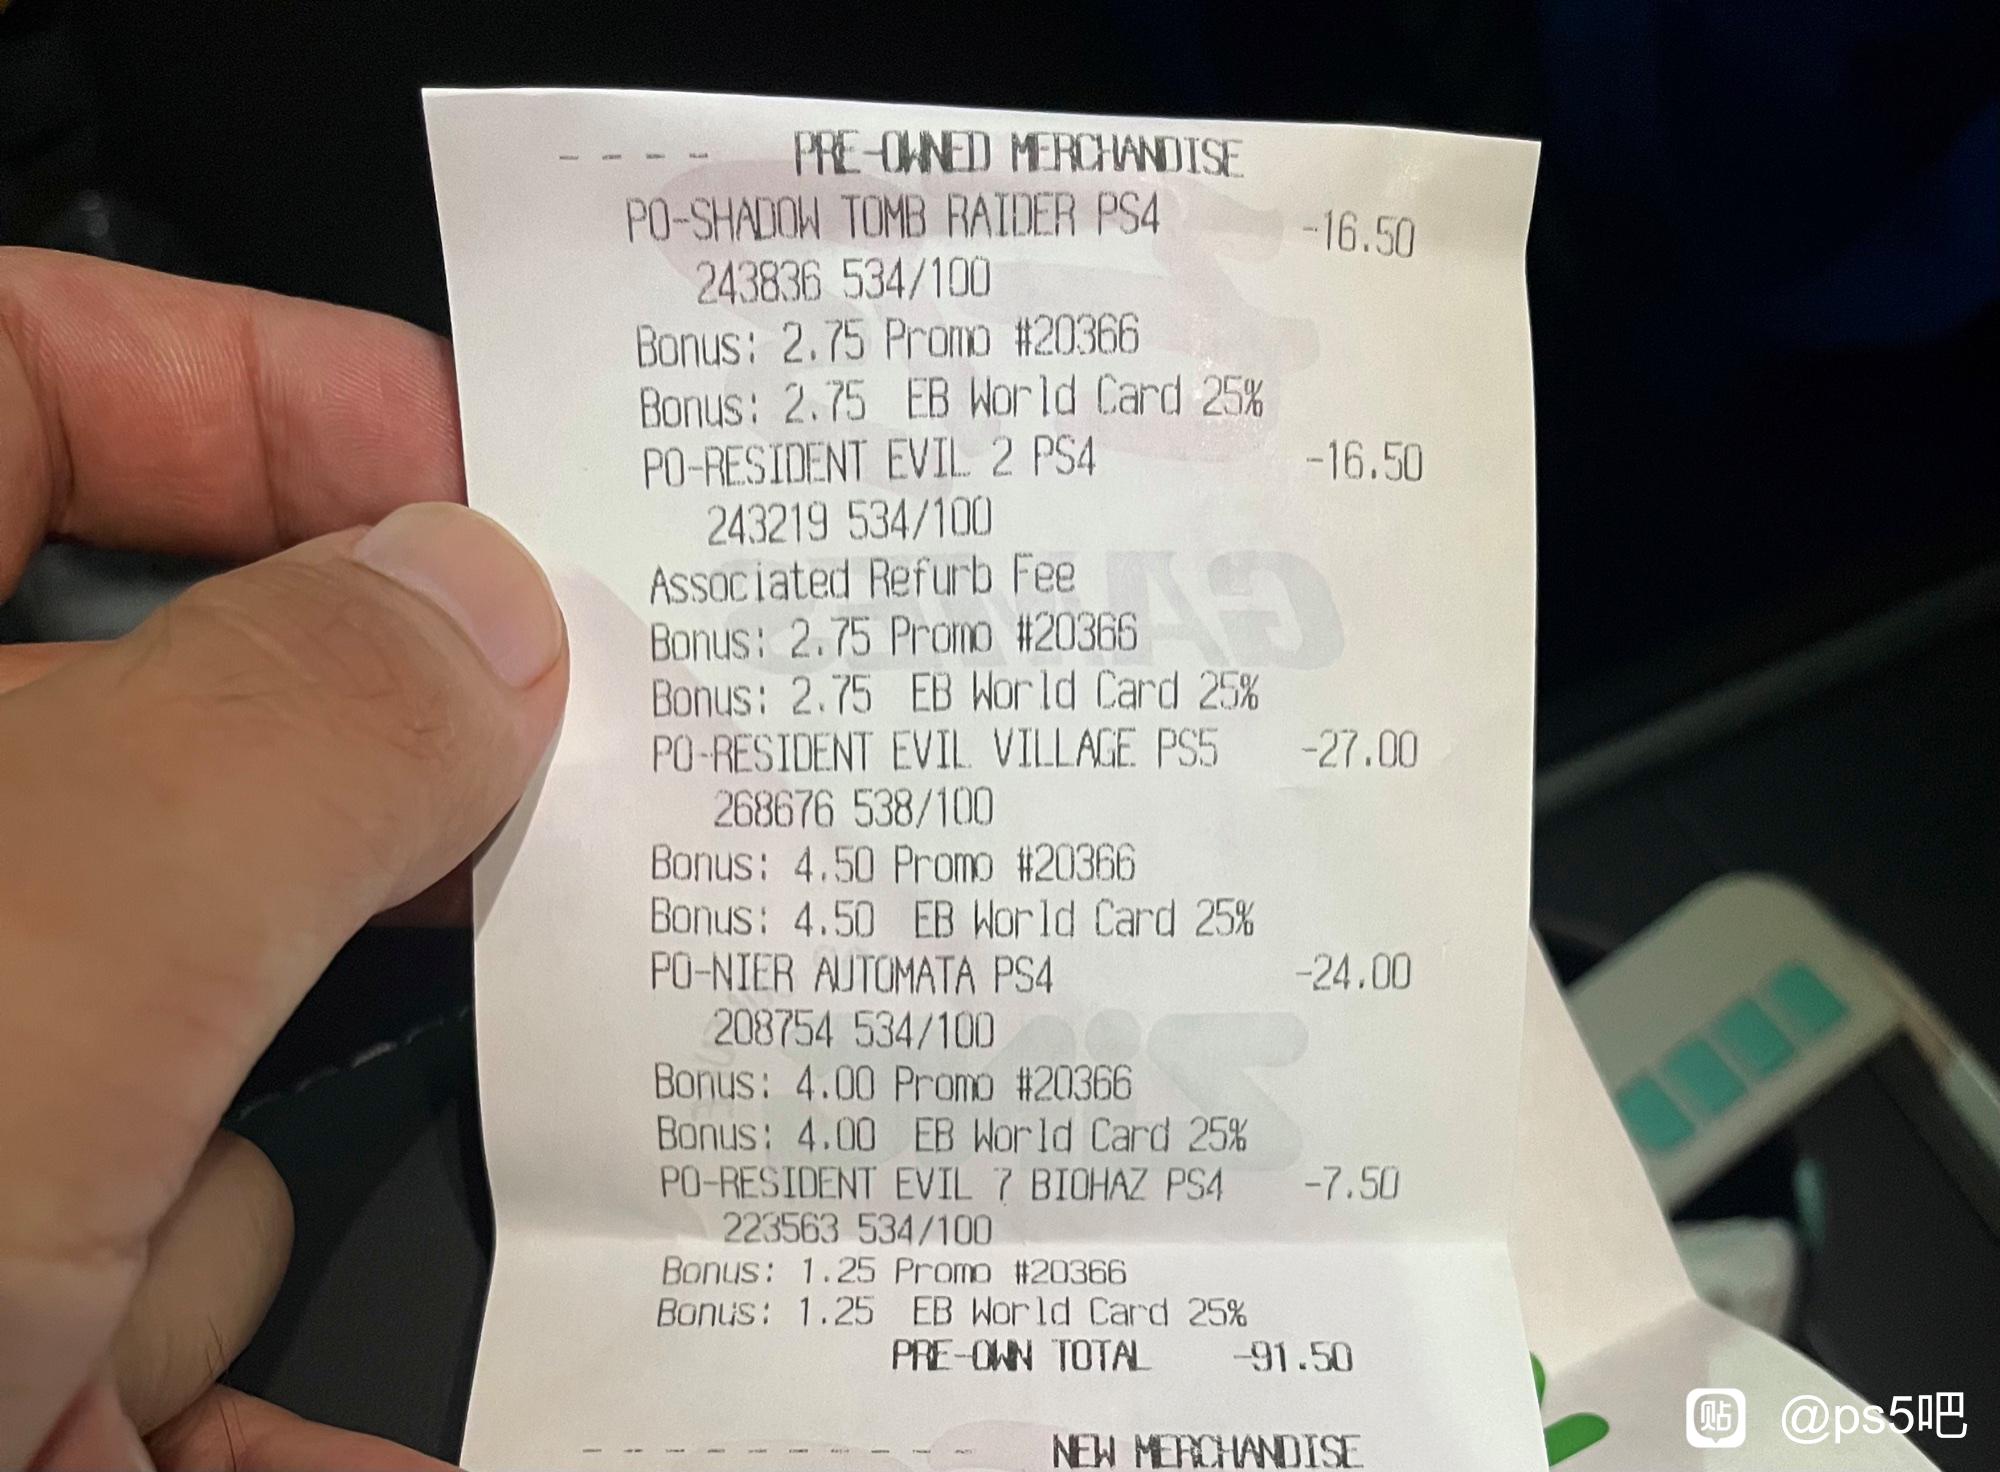 ---- PRE-OWNED MERCHANDISE
PO-SHADOW TOMB RAIDER PS4 -16.50
243836 534/100
Bonus: 2.75 Promo #20366
Bonus: 2.75 EB World Card 25%
PO-RESIDENT EVIL 2 PS4 -16.50
243219 534/100
Associated Refurb Fee
Bonus: 2.75 Promo #20366
Bonus: 2.75 EB World Card 25%
PO-RESIDENT EVIL VILLAGE PS5 -27.00
268676 538/100
Bonus: 4.50 Promo #20366
Bonus: 4.50 EB World Card 25%
PO-NIER AUTOMATA PS4 -24.00
208754 534/100
Bonus: 4.00 Promo #20366
Bonus: 4.00 EB World Card 25%
PO-RESIDENT EVIL 7 BIOHAZ PS4 -7.50
223563 534/100
Bonus: 1.25 Promo #20366
Bonus: 1.25 EB World Card 25%
PRE-OWN TOTAL -91.50
---------- NEW MERCHANDISE
贴 @ps5吧